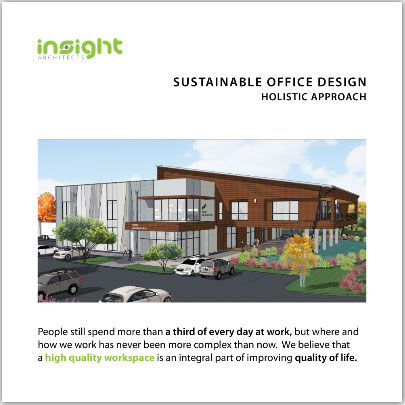 insight
ARCHITECTS
SUSTAINABLE OFFICE DESIGN
HOLISTIC APPROACH
People still spend more than a third of every day at work, but where and
how we work has never been more complex than now. We believe that
a high quality workspace is an integral part of improving quality of life.